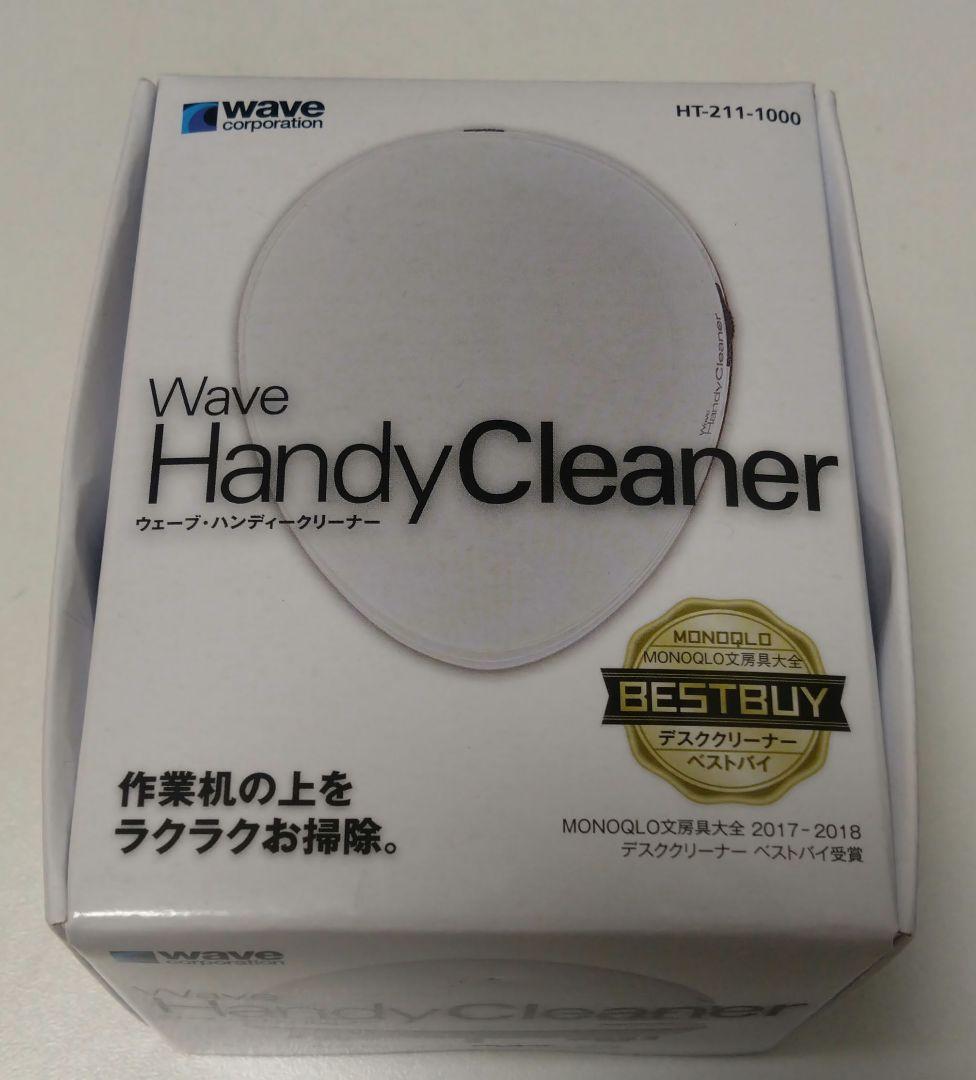 wave
corporation
HT-211-1000
Wave
HandyCleaner
Wave
HandyCleaner
ウェーブ・ハンディークリーナー
MONOQLO
MONOQLO文房具大全
BESTBUY
デスククリーナー
ベストバイ
作業机の上を
ラクラクお掃除。
MONOQLO文房具大全 2017-2018
デスククリーナー ベストバイ受賞
wave
corporation
Wave
HandyCleaner